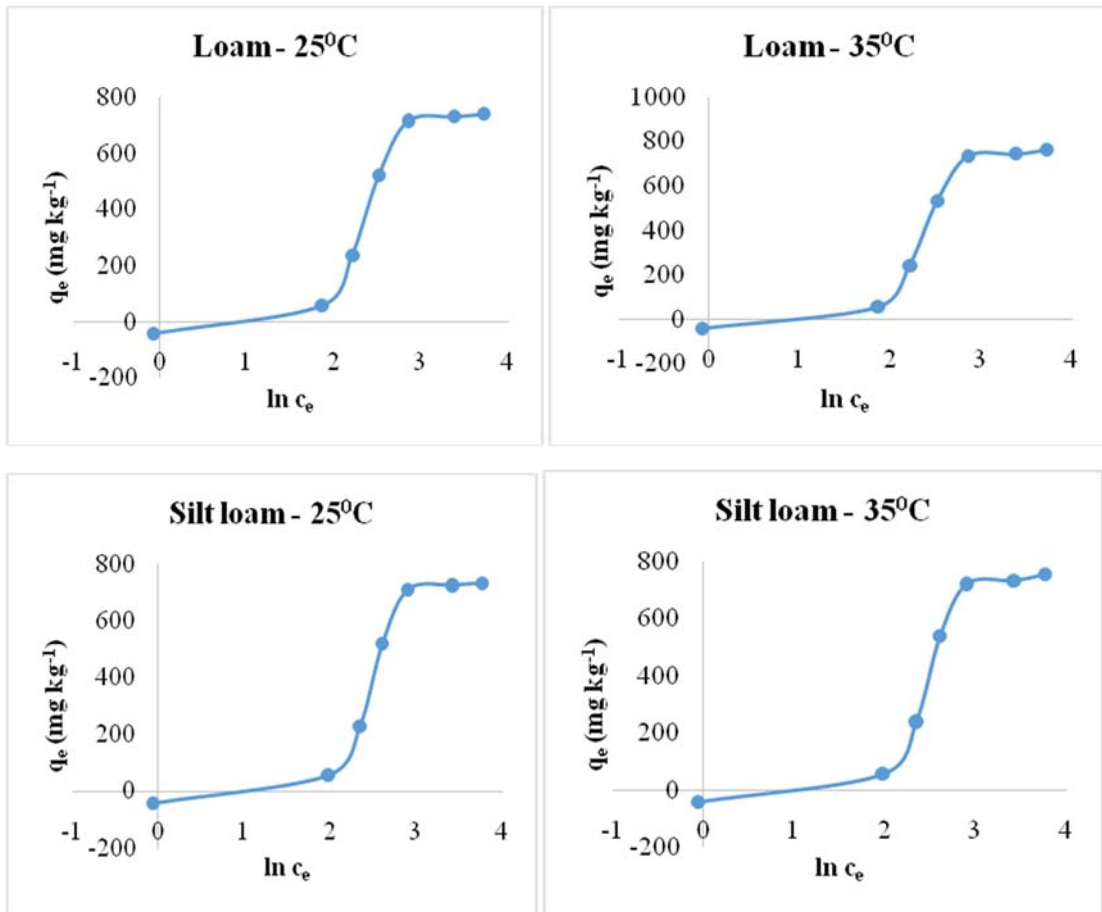 Loam - 25⁰C
800
600
400
200
0
-200
-1 0 1 2 3 4
qₑ (mg kg⁻¹)
ln cₑ
Loam - 35⁰C
1000
800
600
400
200
0
-200
-1 0 1 2 3 4
qₑ (mg kg⁻¹)
ln cₑ
Silt loam - 25⁰C
800
600
400
200
0
-200
-1 0 1 2 3 4
qₑ (mg kg⁻¹)
ln cₑ
Silt loam - 35⁰C
800
600
400
200
0
-200
-1 0 1 2 3 4
qₑ (mg kg⁻¹)
ln cₑ